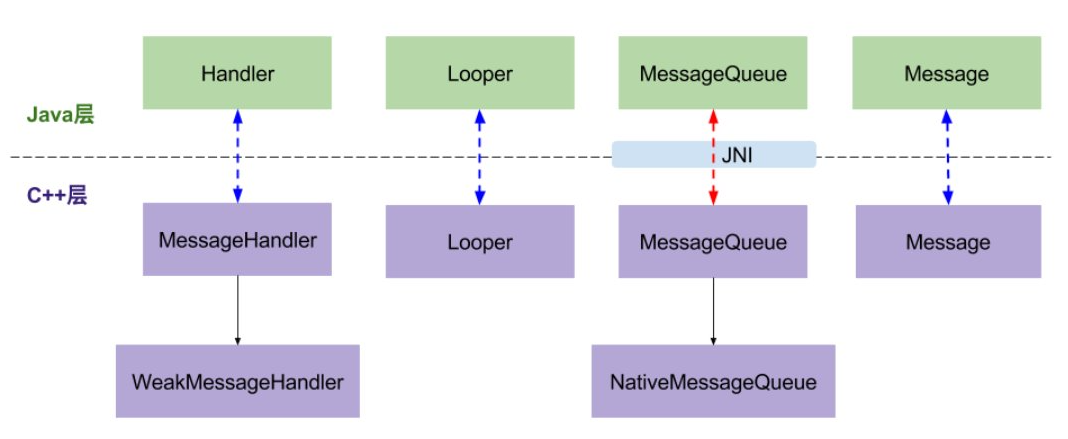 Handler
Looper
MessageQueue
Message
Java层
JNI
C++层
MessageHandler
Looper
MessageQueue
Message
WeakMessageHandler
NativeMessageQueue